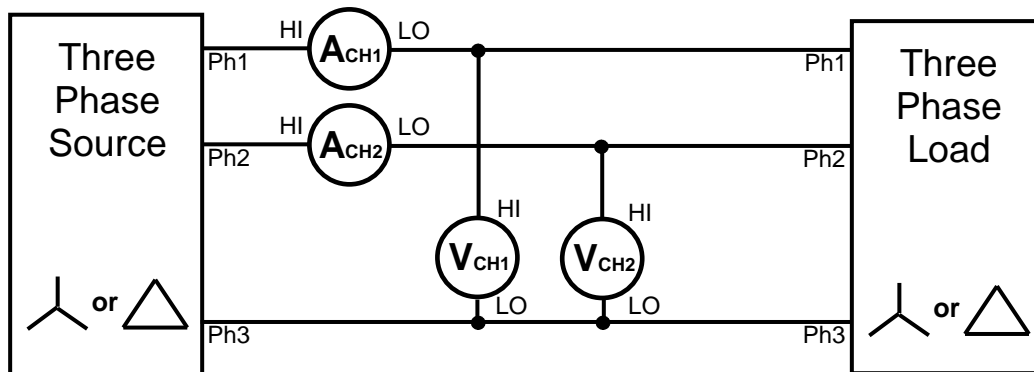 Three
Phase
Source
HI
ACH1
LO
Ph1
Ph1
HI
ACH2
LO
Ph2
Ph2
Three
Phase
Load
HI
VCH1
LO
HI
VCH2
LO
or
Ph3
Ph3
or